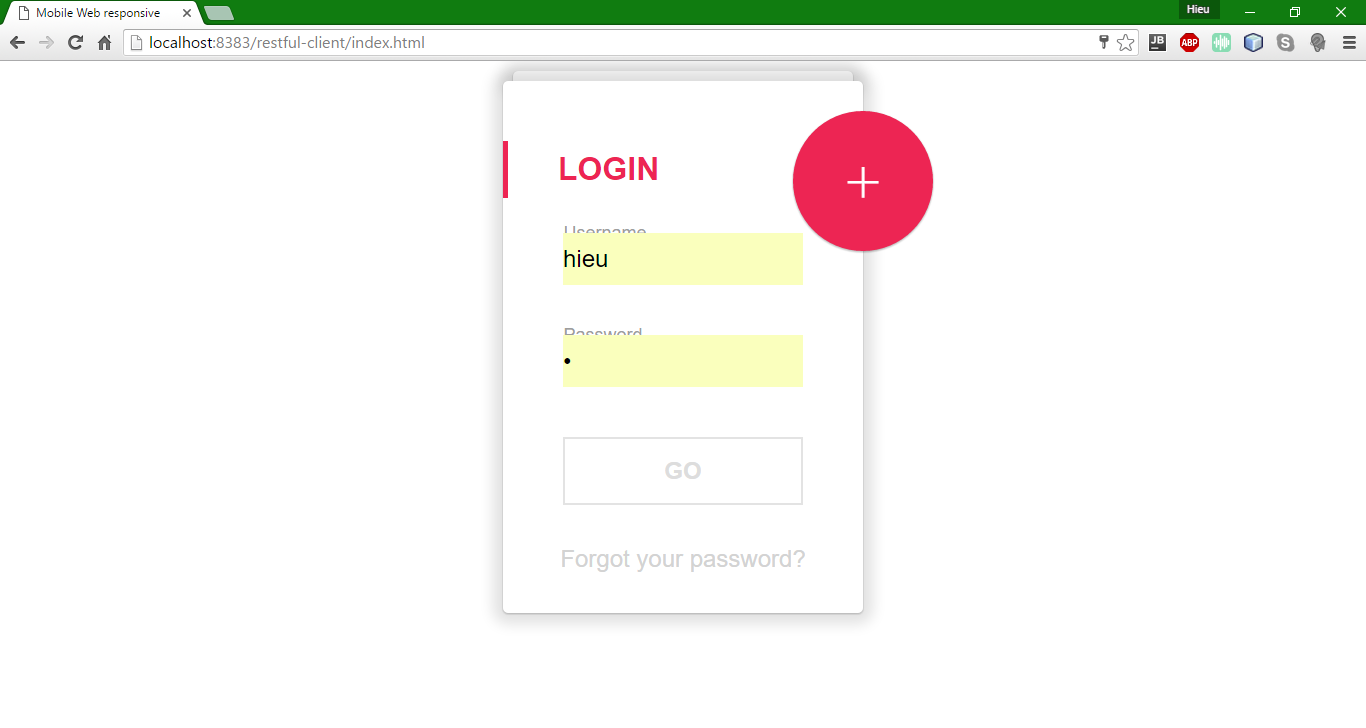 Mobile Web responsive
Hieu
localhost:8383/restful-client/index.html
JB
ABP
S
LOGIN
Username
hieu
Password
•
GO
Forgot your password?